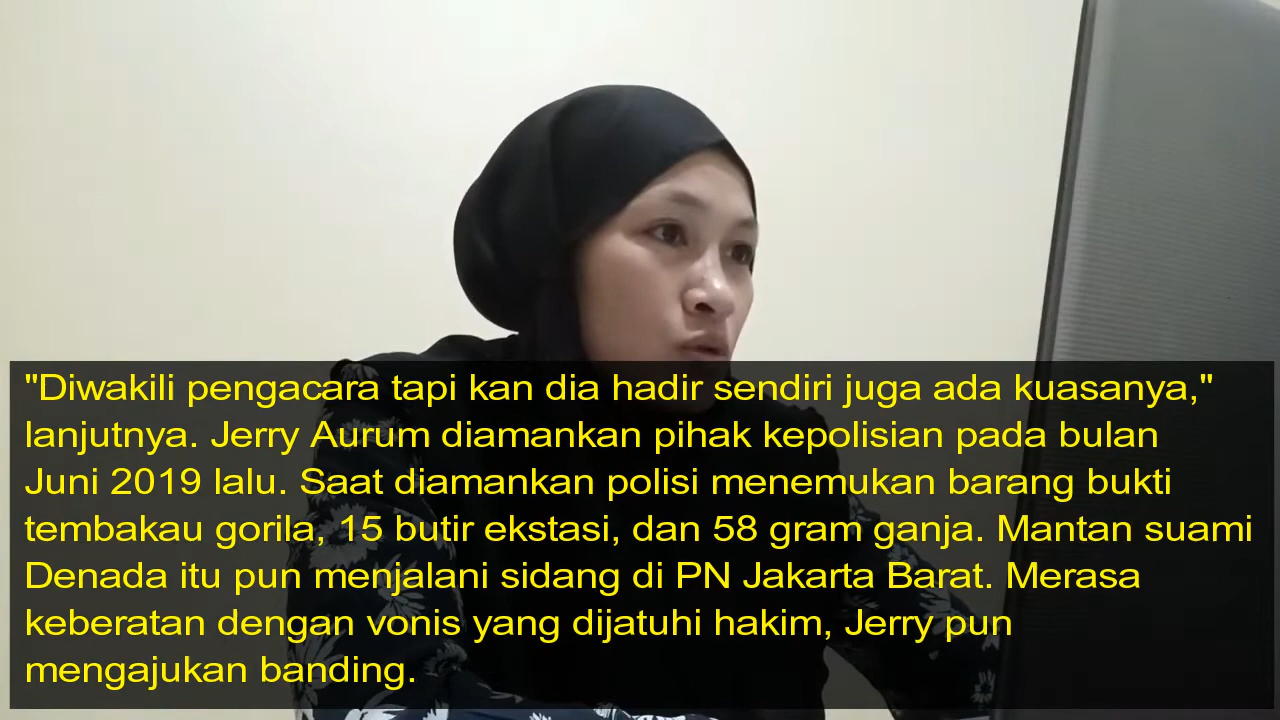 "Diwakili pengacara tapi kan dia hadir sendiri juga ada kuasanya,"
lanjutnya. Jerry Aurum diamankan pihak kepolisian pada bulan
Juni 2019 lalu. Saat diamankan polisi menemukan barang bukti
tembakau gorila, 15 butir ekstasi, dan 58 gram ganja. Mantan suami
Denada itu pun menjalani sidang di PN Jakarta Barat. Merasa
keberatan dengan vonis yang dijatuhi hakim, Jerry pun
mengajukan banding.